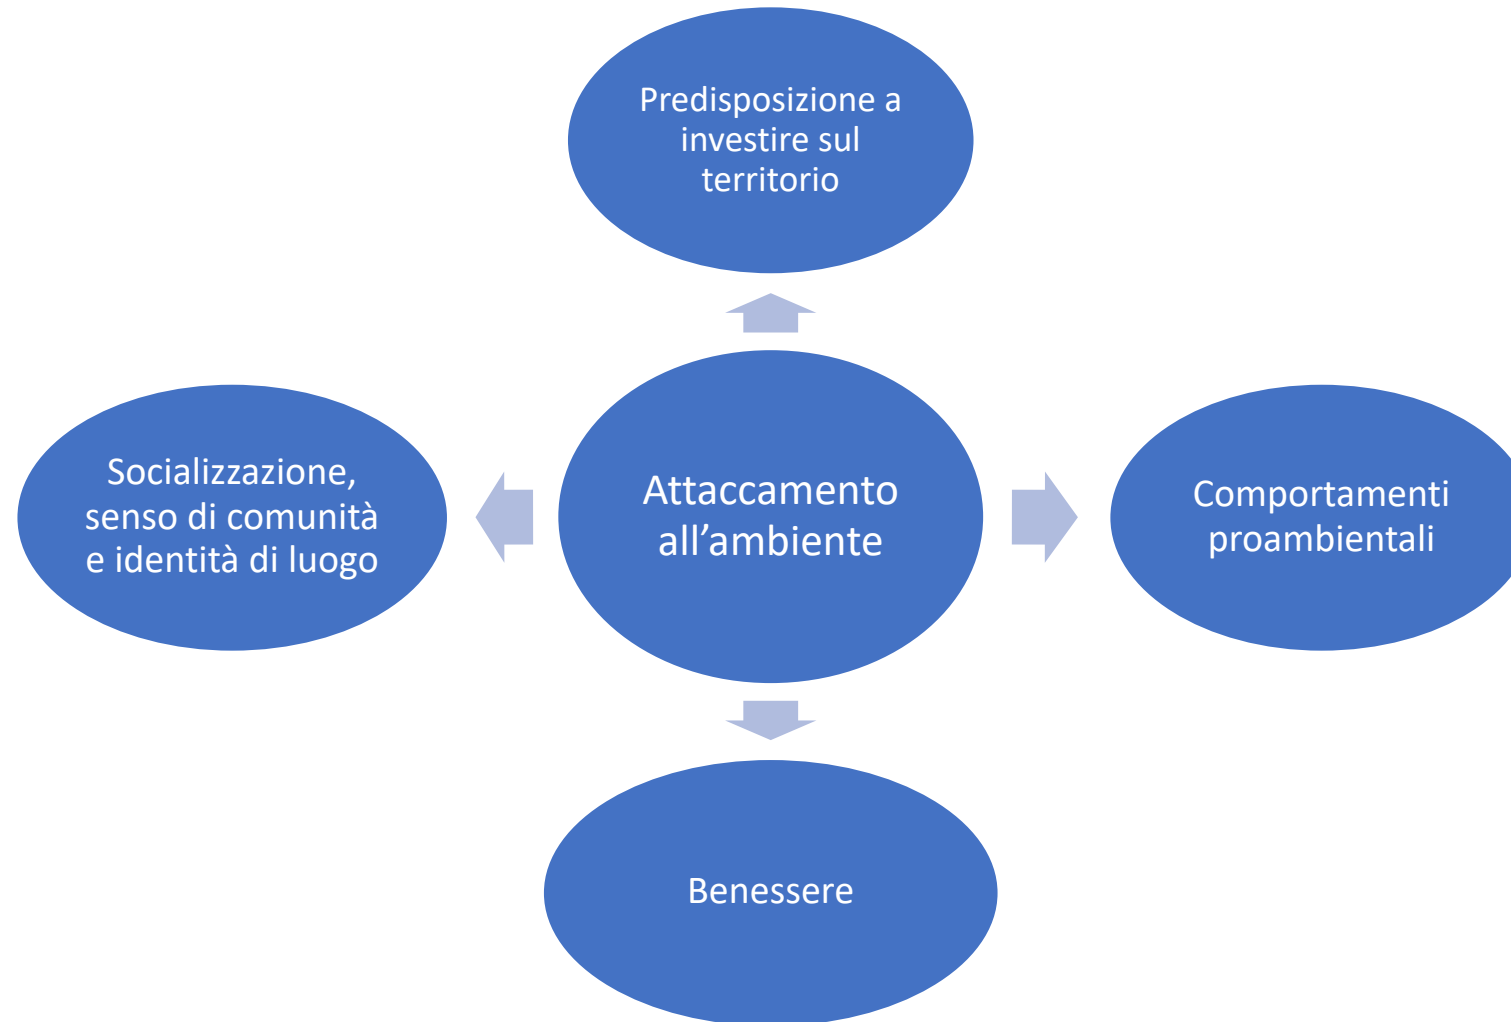 Predisposizione a
investire sul
territorio
Socializzazione,
senso di comunità
e identità di luogo
Attaccamento
all’ambiente
Comportamenti
proambientali
Benessere